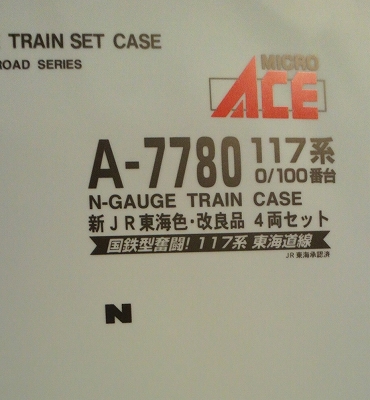 TRAIN SET CASE
ROAD SERIES
MICRO
ACE
A-7780 117系
0/100番台
N-GAUGE TRAIN CASE
新JR東海色・改良品 4両セット
国鉄型奮闘! 117系 東海道線
JR東海承認済
N